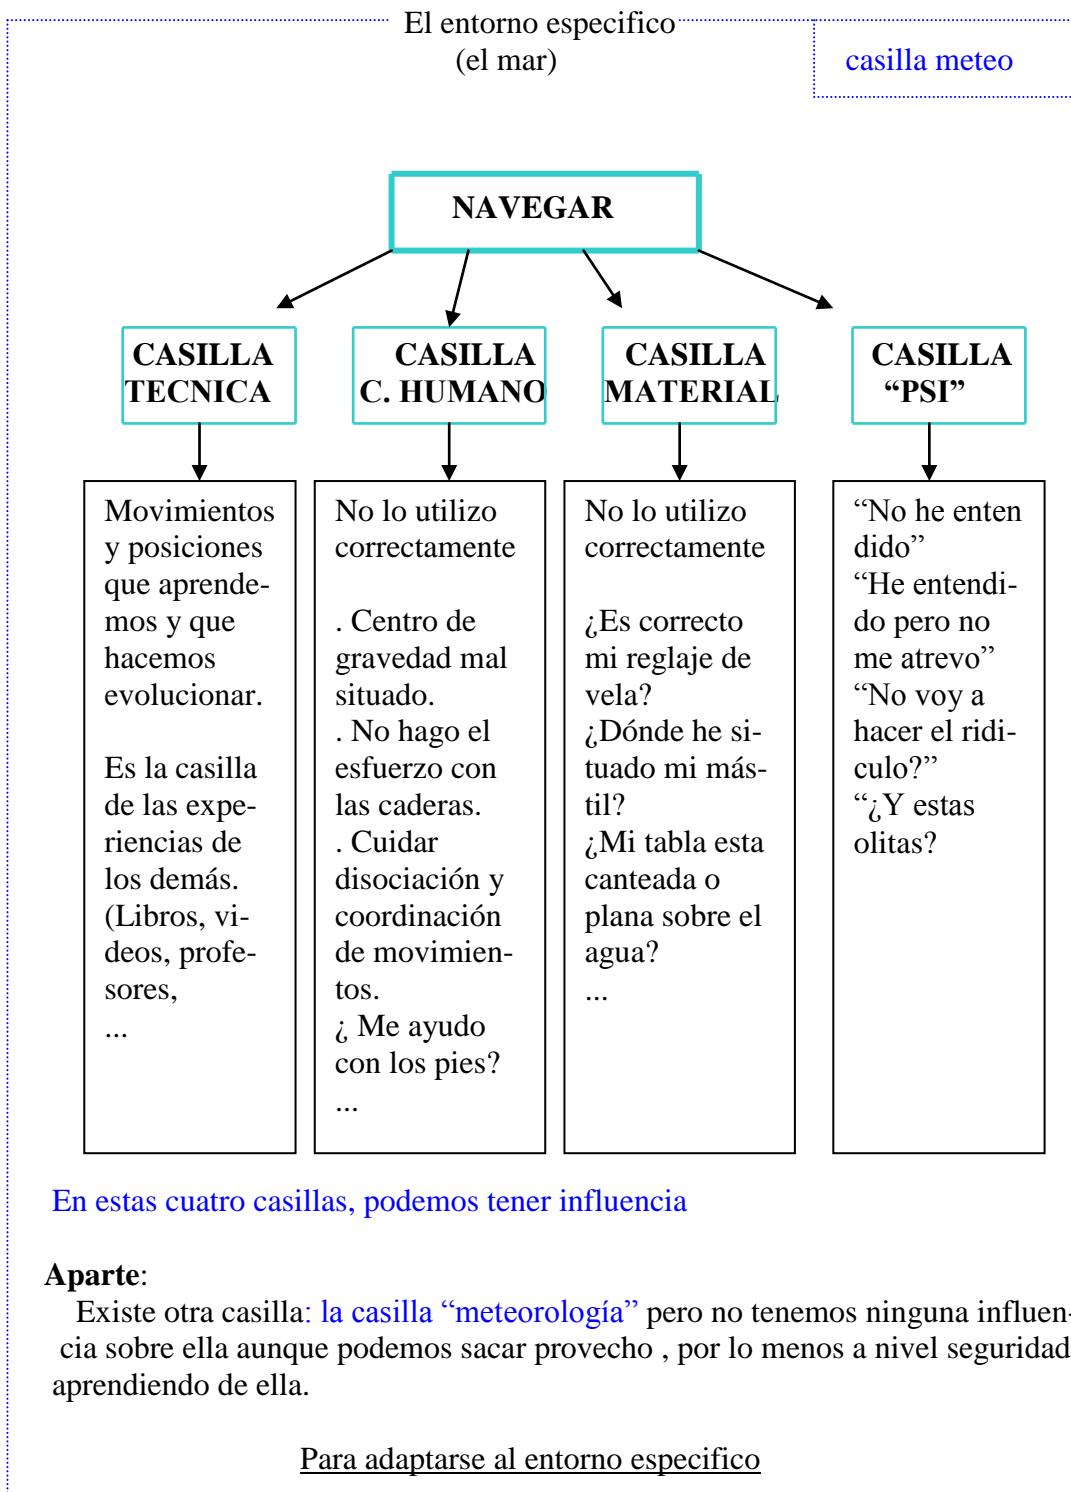 El entorno especifico
(el mar)
casilla meteo
NAVEGAR
CASILLA
TECNICA
CASILLA
C. HUMANO
CASILLA
MATERIAL
CASILLA
“PSI”
Movimientos
y posiciones
que aprende-
mos y que
hacemos
evolucionar.
Es la casilla
de las expe-
riencias de
los demás.
(Libros, vi-
deos, profe-
sores,
...
No lo utilizo
correctamente
. Centro de
gravedad mal
situado.
. No hago el
esfuerzo con
las caderas.
. Cuidar
disociación y
coordinación
de movimien-
tos.
¿ Me ayudo
con los pies?
...
No lo utilizo
correctamente
¿Es correcto
mi reglaje de
vela?
¿Dónde he si-
tuado mi más-
til?
¿Mi tabla esta
canteada o
plana sobre el
agua?
...
“No he enten
dido”
“He entendi-
do pero no
me atrevo”
“No voy a
hacer el ridi-
culo?”
“¿Y estas
olitas?
En estas cuatro casillas, podemos tener influencia
Aparte:
Existe otra casilla: la casilla “meteorología” pero no tenemos ninguna influen-
cia sobre ella aunque podemos sacar provecho , por lo menos a nivel seguridad
aprendiendo de ella.
Para adaptarse al entorno especifico